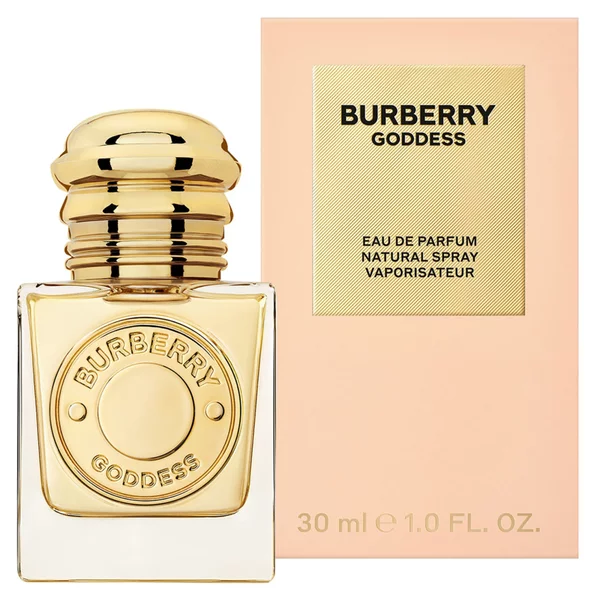 BURBERRY
GODDESS
BURBERRY
GODDESS
EAU DE PARFUM
NATURAL SPRAY
VAPORISATEUR
30 ml ℮ 1.0 FL. OZ.